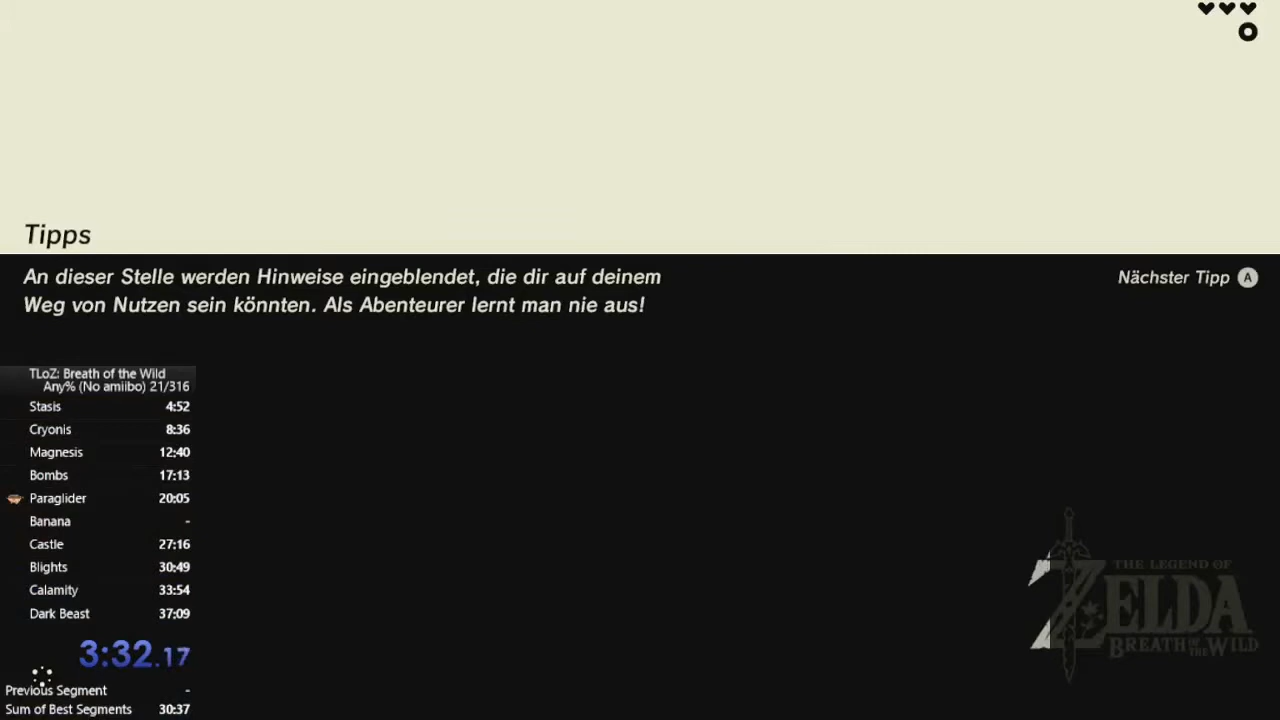 Tipps
An dieser Stelle werden Hinweise eingeblendet, die dir auf deinem
Weg von Nutzen sein könnten. Als Abenteurer lernt man nie aus!
Nächster Tipp A
TLoZ: Breath of the Wild
Any% (No amiibo) 21/316
Stasis 4:52
Cryonis 8:36
Magnesis 12:40
Bombs 17:13
Paraglider 20:05
Banana -
Castle 27:16
Blights 30:49
Calamity 33:54
Dark Beast 37:09
3:32.17
Previous Segment -
Sum of Best Segments 30:37
THE LEGEND OF
ZELDA
BREATH OF THE WILD